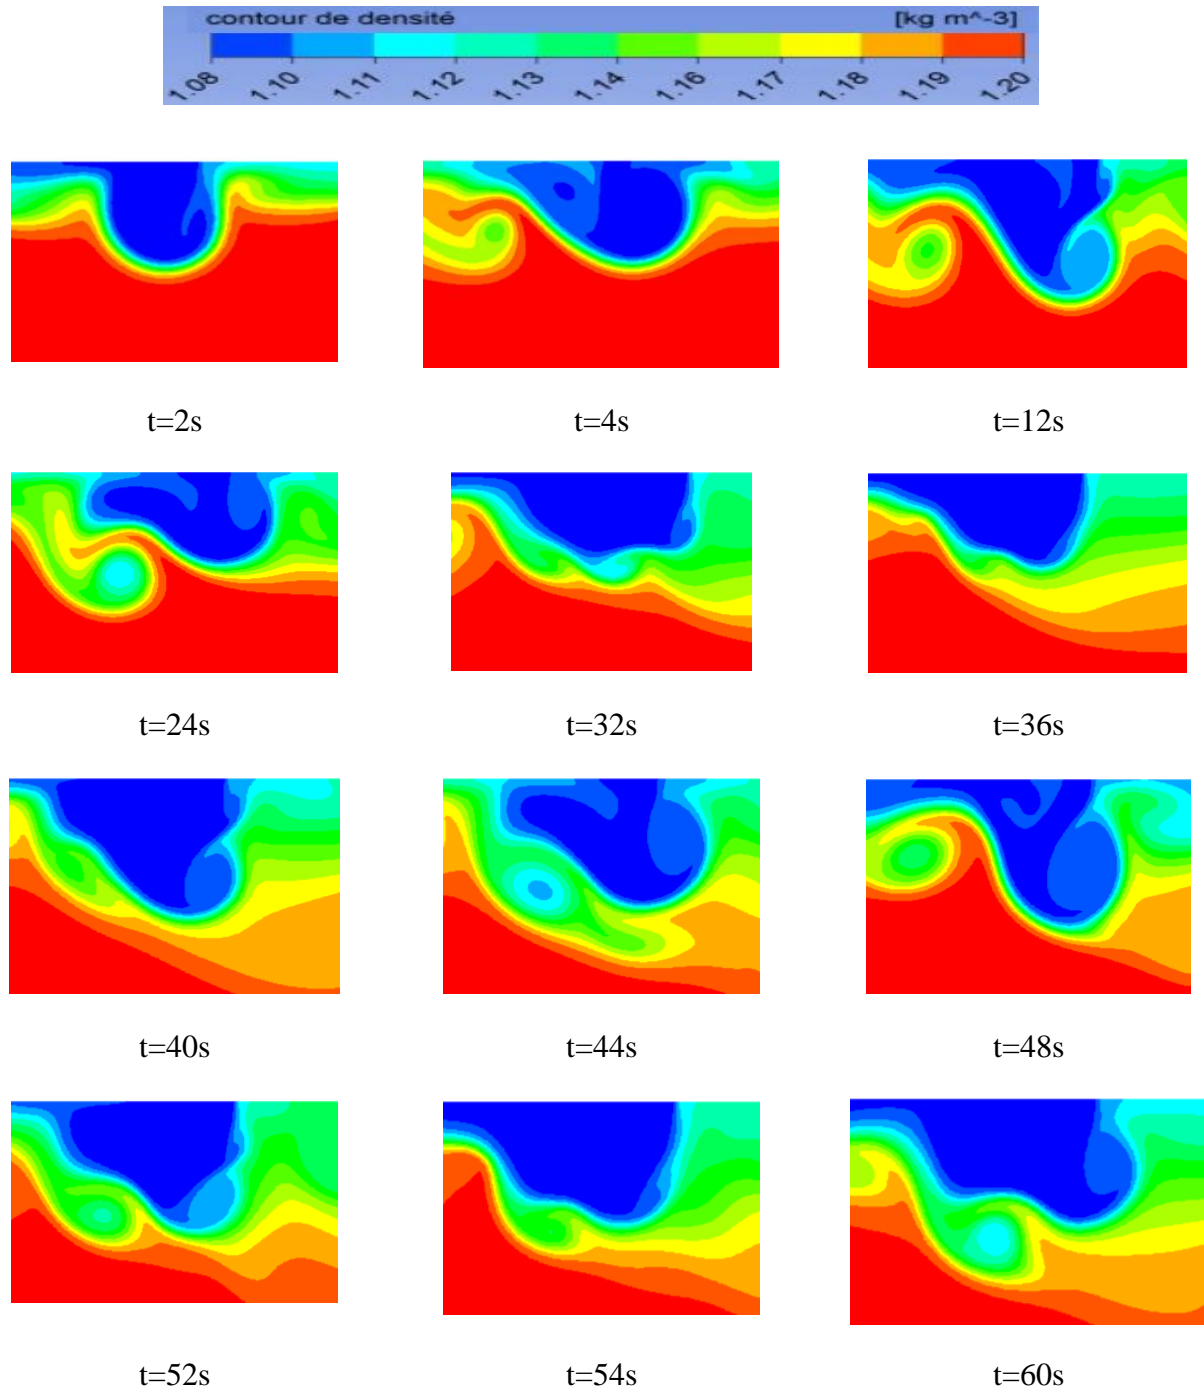 contour de densité [kg m^-3]
1.08 1.10 1.11 1.12 1.13 1.14 1.16 1.17 1.18 1.19 1.20
t=2s t=4s t=12s
t=24s t=32s t=36s
t=40s t=44s t=48s
t=52s t=54s t=60s